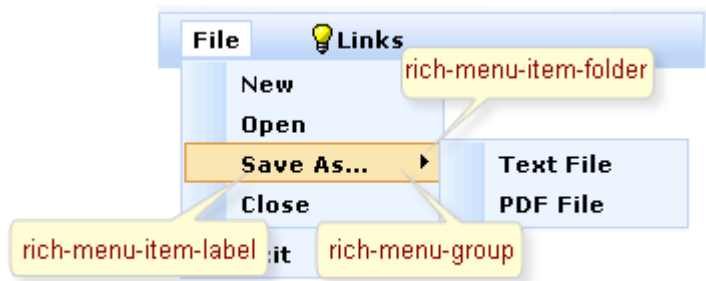 File Links
rich-menu-item-folder
New
Open
Save As... Text File
Close PDF File
rich-menu-item-label :it rich-menu-group